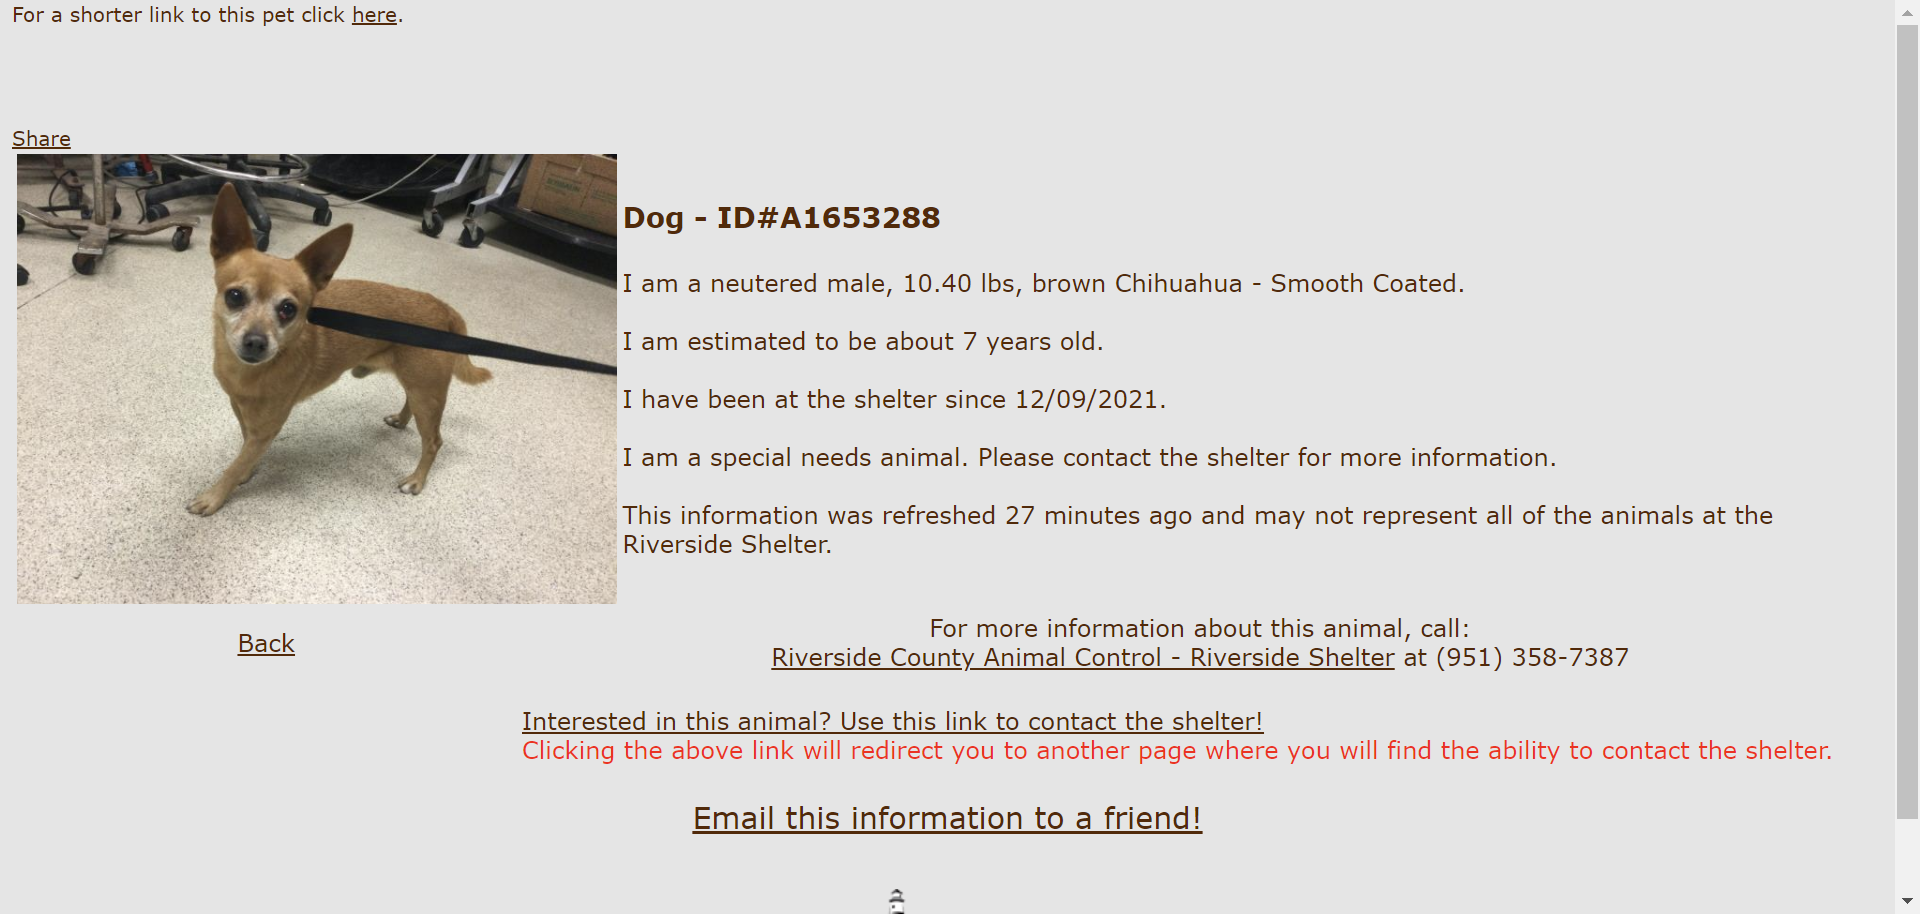 For a shorter link to this pet click here.
Share
Dog - ID#A1653288
I am a neutered male, 10.40 lbs, brown Chihuahua - Smooth Coated.
I am estimated to be about 7 years old.
I have been at the shelter since 12/09/2021.
I am a special needs animal. Please contact the shelter for more information.
This information was refreshed 27 minutes ago and may not represent all of the animals at the
Riverside Shelter.
Back
For more information about this animal, call:
Riverside County Animal Control - Riverside Shelter at (951) 358-7387
Interested in this animal? Use this link to contact the shelter!
Clicking the above link will redirect you to another page where you will find the ability to contact the shelter.
Email this information to a friend!